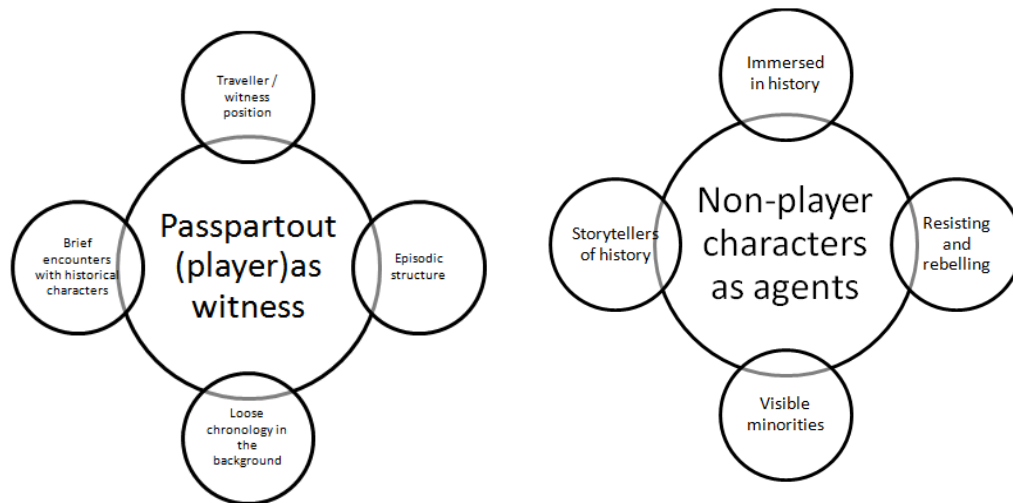 Traveller /
witness
position
Brief
encounters
with historical
characters
Passpartout
(player)as
witness
Episodic
structure
Loose
chronology in
the
background
Immersed
in history
Storytellers
of history
Non-player
characters
as agents
Resisting
and
rebelling
Visible
minorities